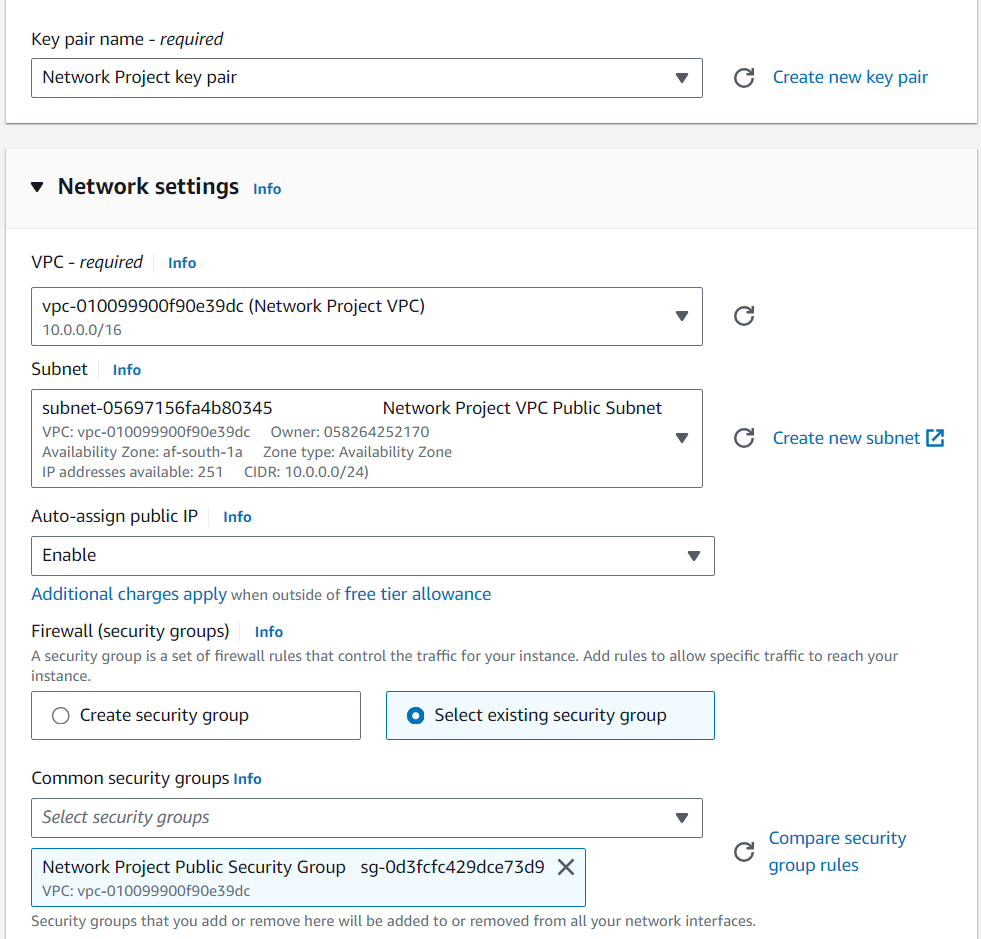 Key pair name - required
Network Project key pair
Create new key pair
Network settings Info
VPC - required Info
vpc-010099900f90e39dc (Network Project VPC)
10.0.0.0/16
Subnet Info
subnet-05697156fa4b80345 Network Project VPC Public Subnet
VPC: vpc-010099900f90e39dc Owner: 058264252170
Availability Zone: af-south-1a Zone type: Availability Zone
IP addresses available: 251 CIDR: 10.0.0.0/24)
Create new subnet
Auto-assign public IP Info
Enable
Additional charges apply when outside of free tier allowance
Firewall (security groups) Info
A security group is a set of firewall rules that control the traffic for your instance. Add rules to allow specific traffic to reach your
instance.
Create security group
Select existing security group
Common security groups Info
Select security groups
Network Project Public Security Group sg-0d3fcfc429dce73d9
VPC: vpc-010099900f90e39dc
Compare security
group rules
Security groups that you add or remove here will be added to or removed from all your network interfaces.